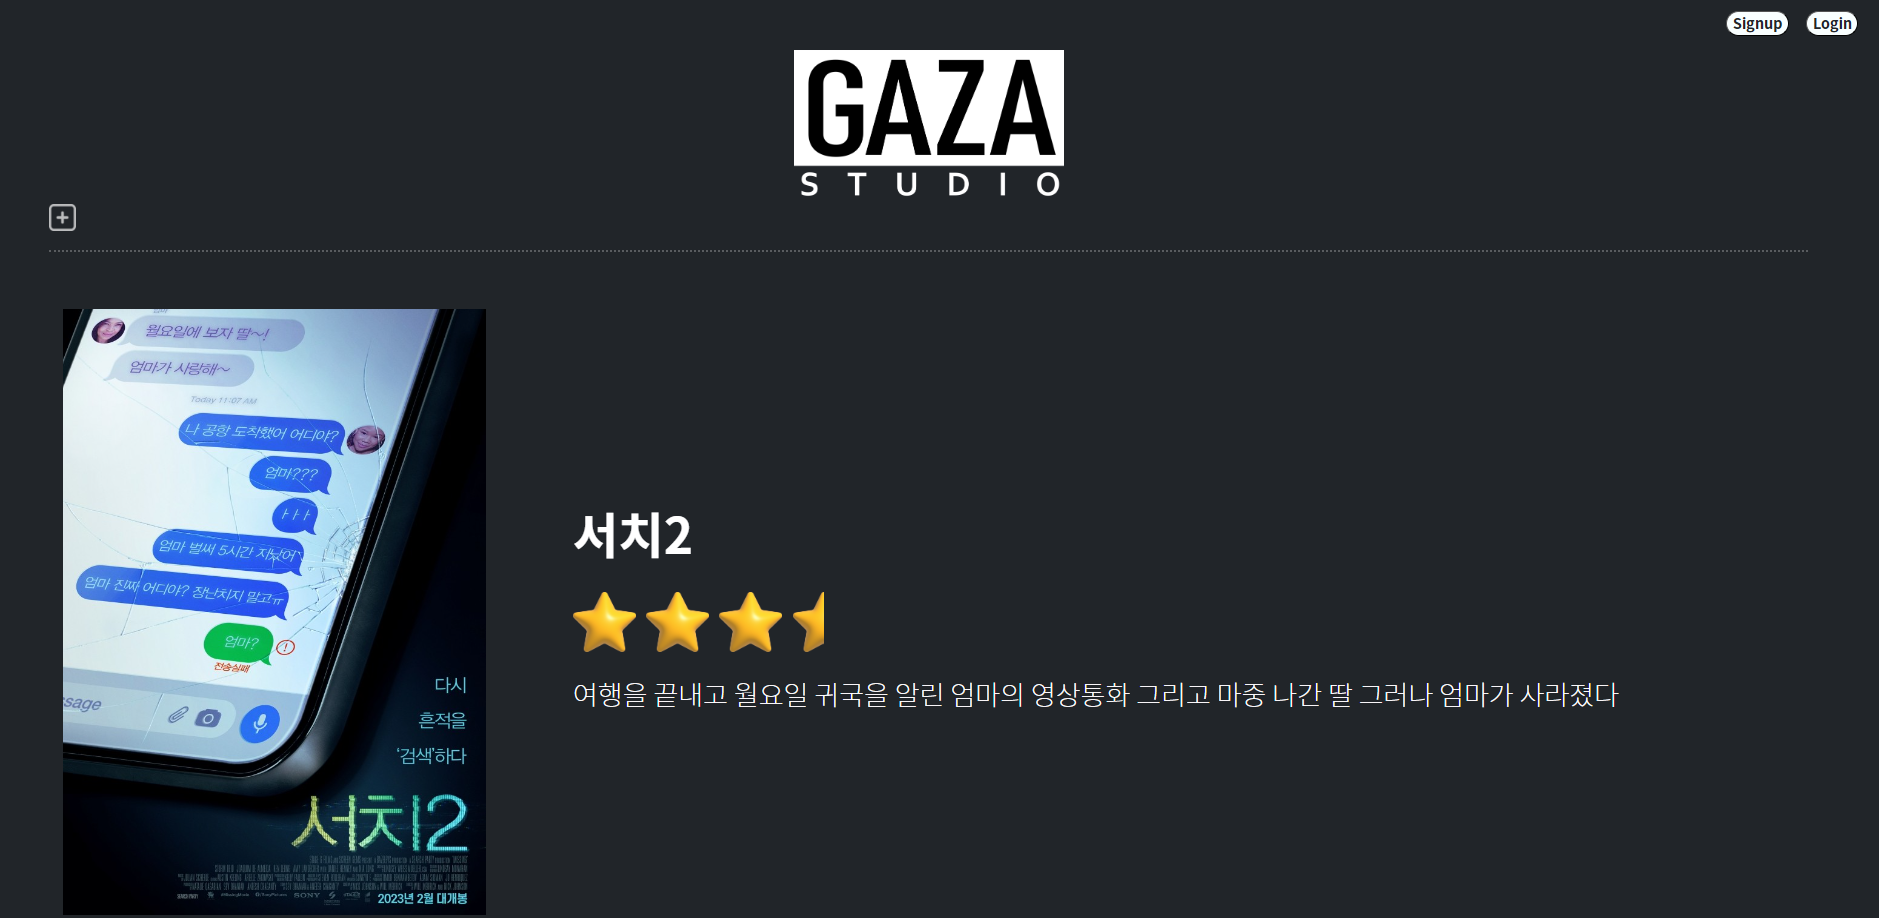 Signup Login
GAZA
STUDIO
월요일에 보자 딸~!
엄마가 사랑해~
Today 11:07 AM
나 공항 도착했어 어디야?
엄마???
ㅏㅏㅏ
엄마 벌써 5시간 지났어
엄마 진짜 어디야? 장난치지 말고ㅠ
엄마?
!
전송실패
ssage
다시
흔적을
'검색'하다
서치2
SONY
2023년 2월 대개봉
서치2
여행을 끝내고 월요일 귀국을 알린 엄마의 영상통화 그리고 마중 나간 딸 그러나 엄마가 사라졌다